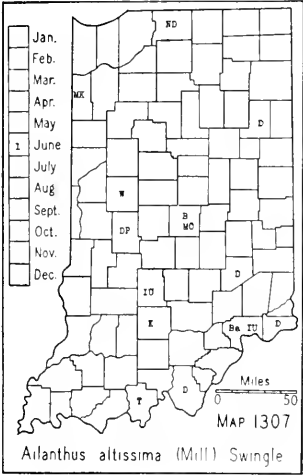 Jan.
Feb.
Mar.
Apr.
May
1 June
July
Aug
Sept.
Oct.
Nov.
Dec.
ND
MK
D
W
B
DP MC
D
IU
K
Ba IU D
T D
Miles
0 50
MAP 1307
Ailanthus altissima (Mill) Swingle